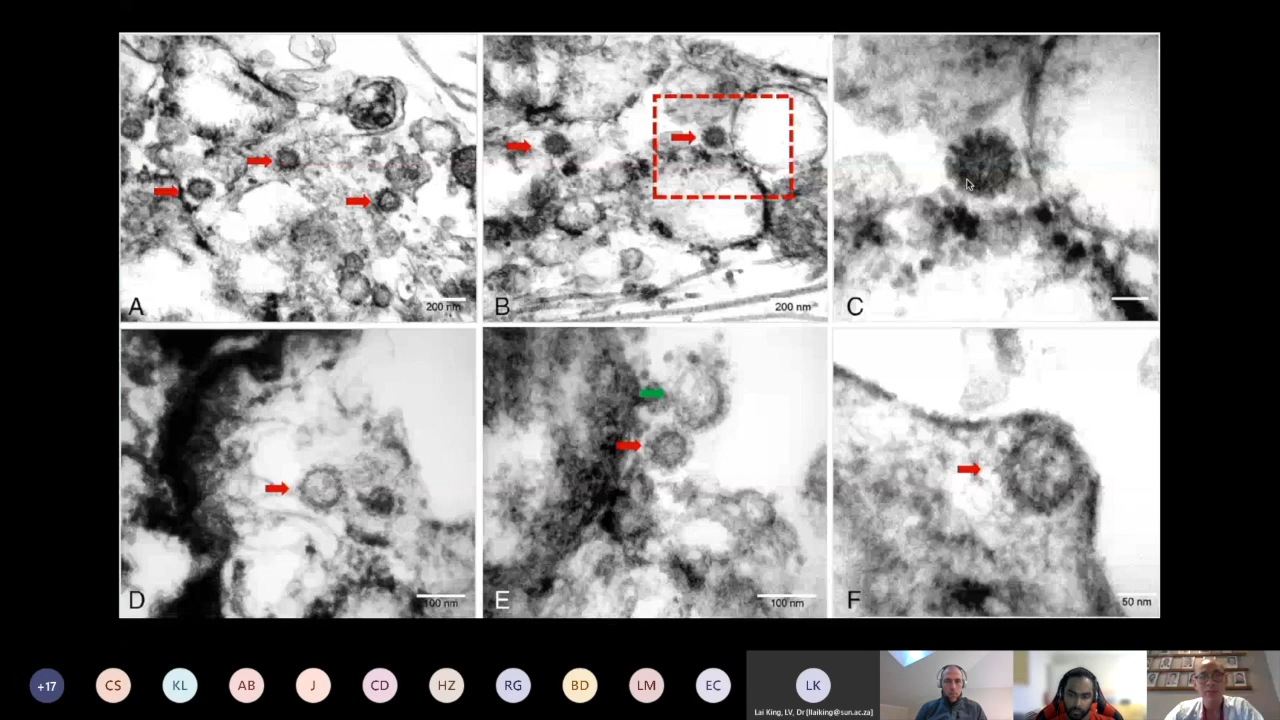 200 nm
A
200 nm
B
C
100 nm
D
100 nm
E
50 nm
F
+17
CS
KL
AB
J
CD
HZ
RG
BD
LM
EC
LK
Lai King, LV, Dr [llaiking@sun.ac.za]